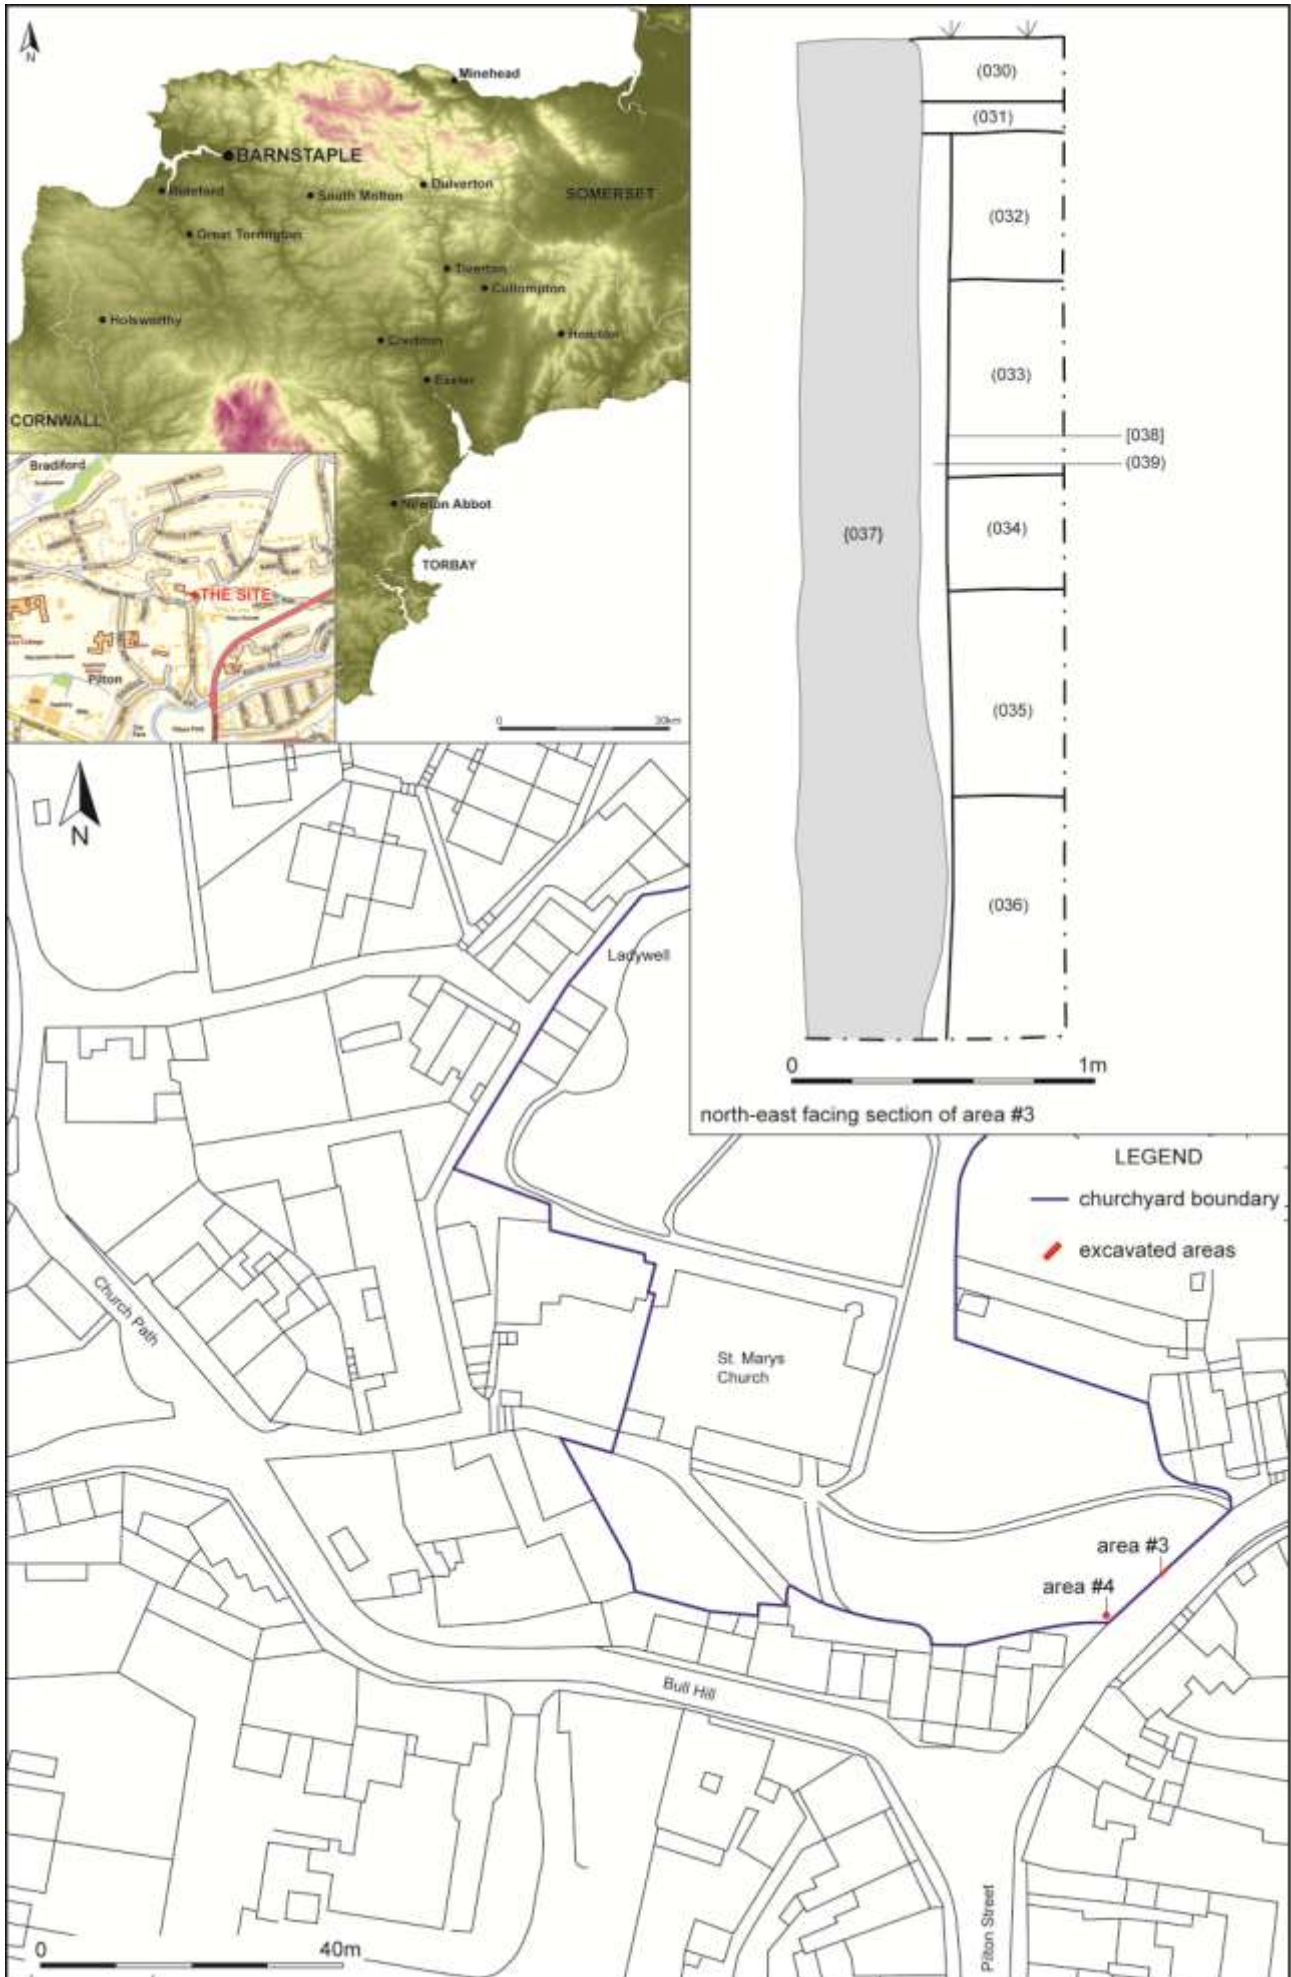 N
Minehead
BARNSTAPLE
Bideford
South Molton
Dulverton
SOMERSET
Great Torrington
Tiverton
Cullompton
Holsworthy
Crediton
Honiton
Exeter
CORNWALL
Newton Abbot
TORBAY
0 30km
Bradiford
THE SITE
Pilton
(030)
(031)
(032)
(033)
[038]
(039)
(034)
{037}
(035)
(036)
0 1m
north-east facing section of area #3
LEGEND
churchyard boundary
excavated areas
N
Ladywell
Church Path
St. Marys
Church
area #3
area #4
Bull Hill
Pilton Street
0 40m